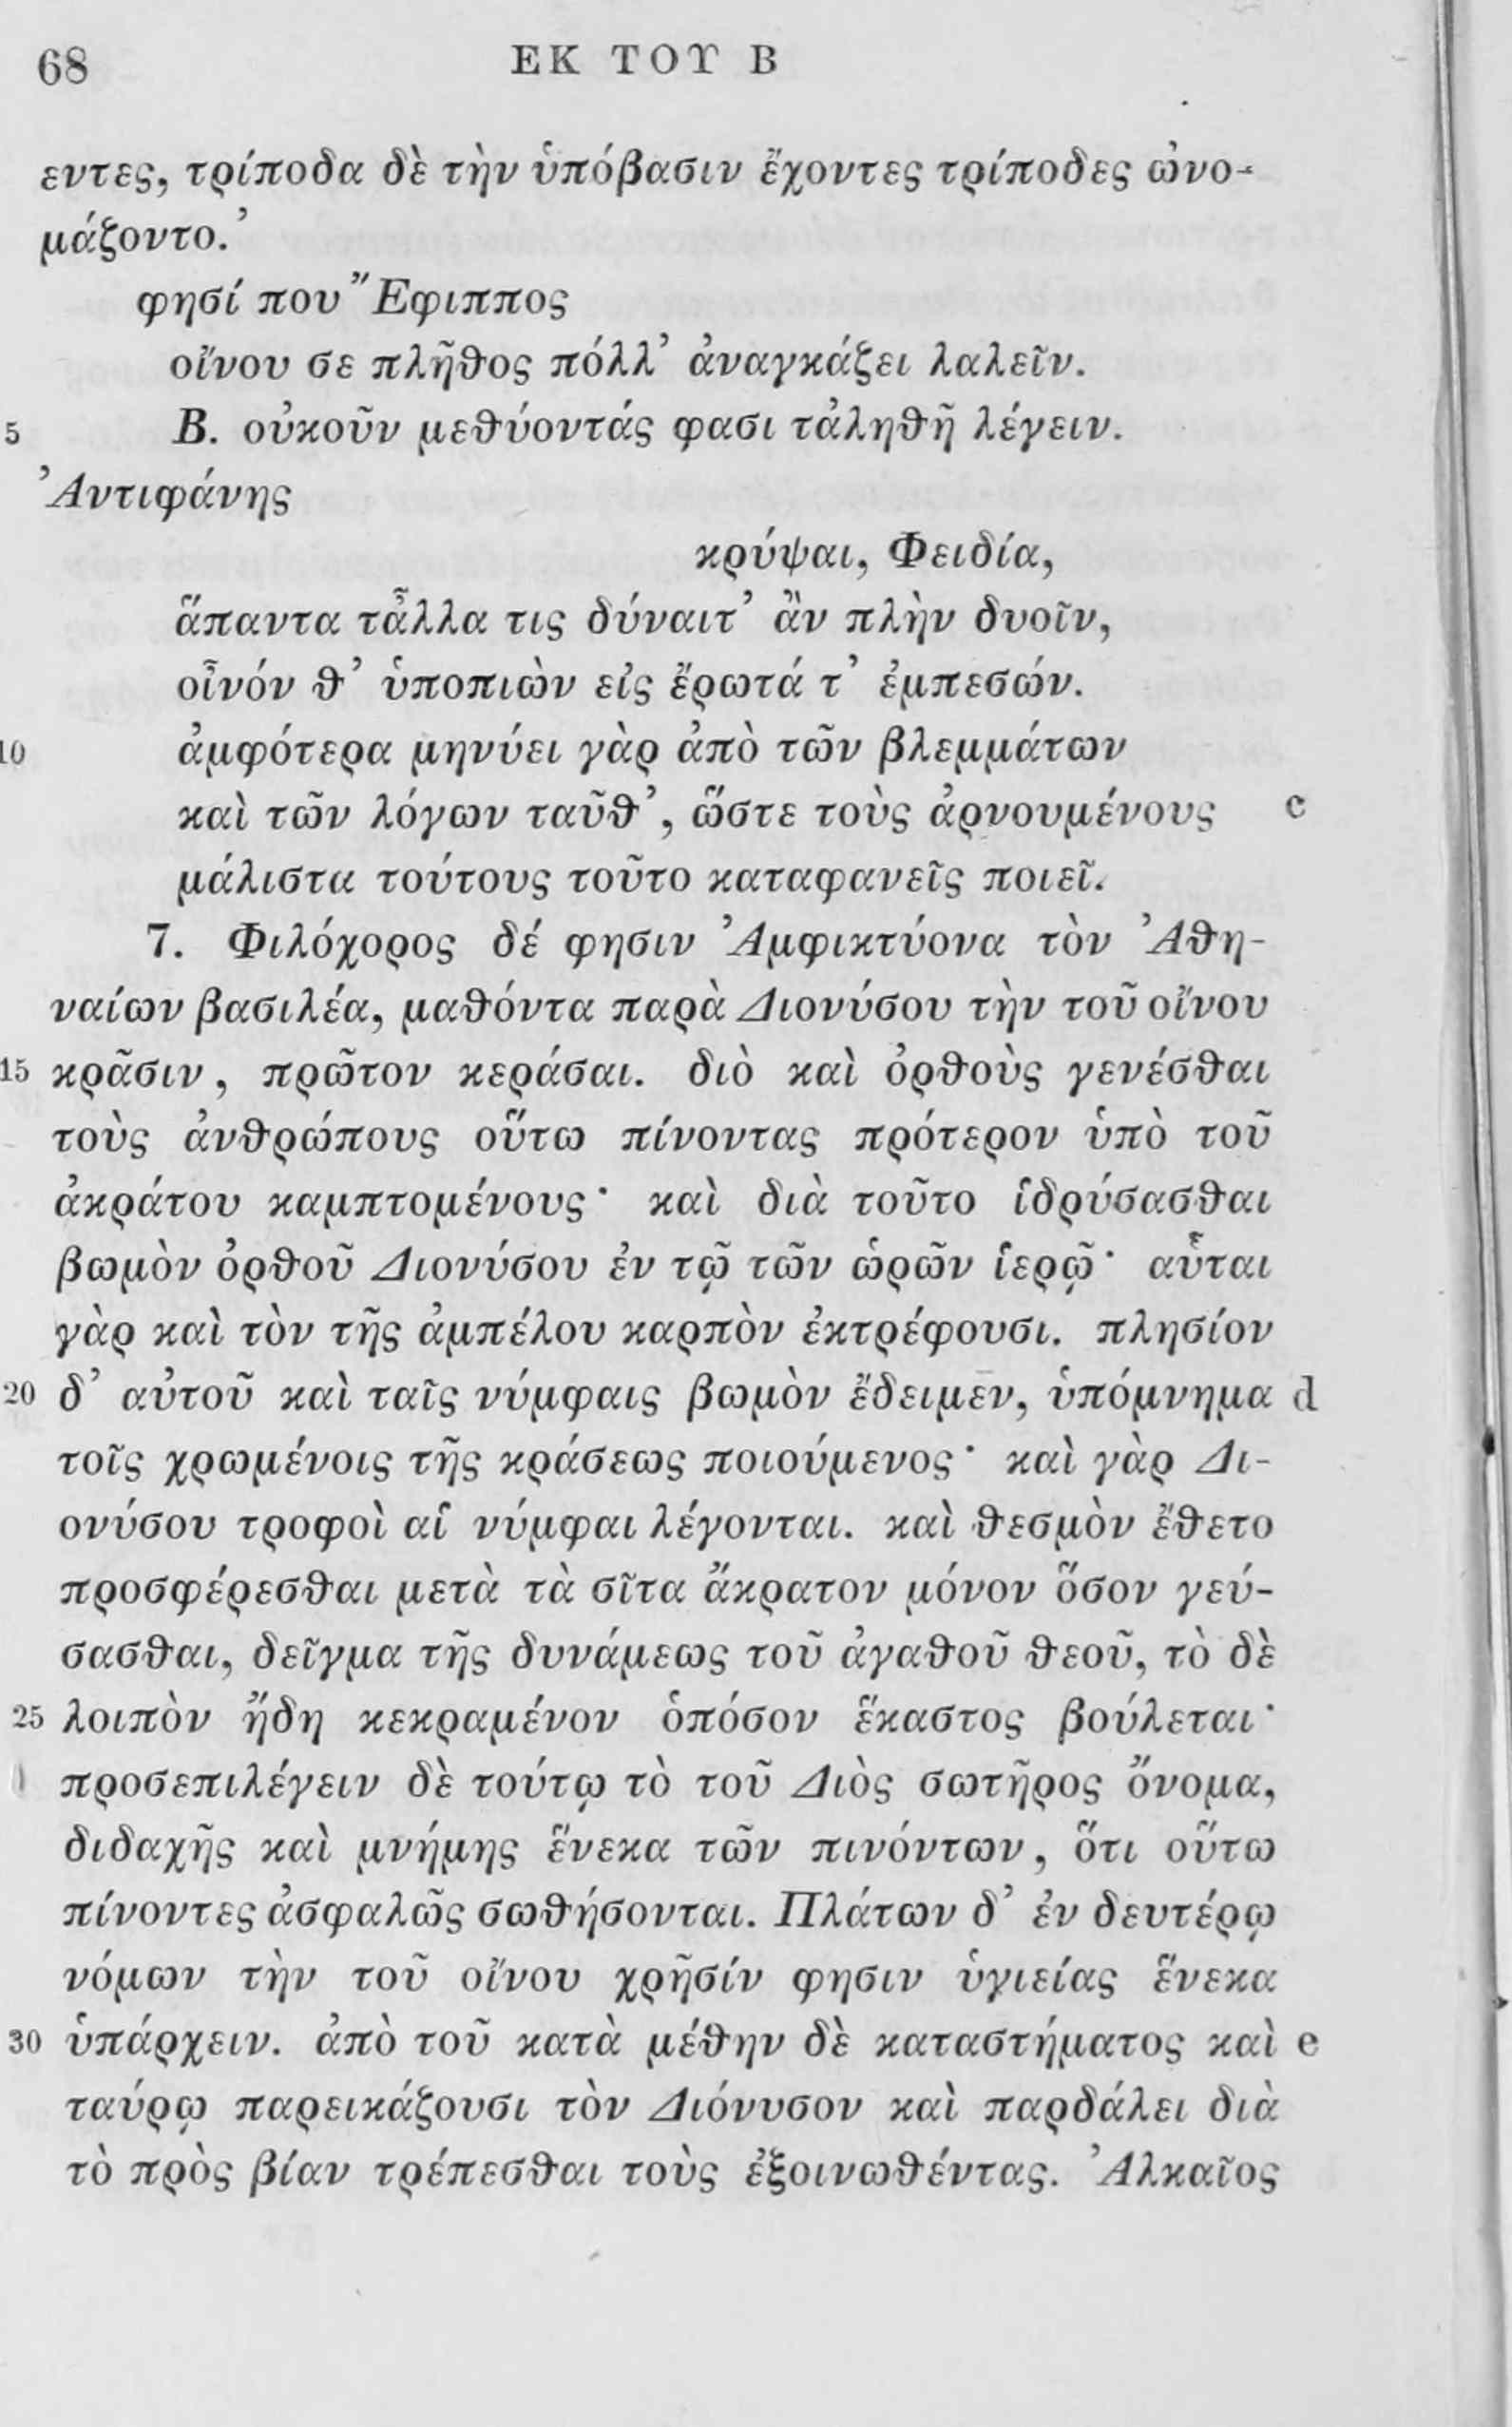 68 ΕΚ ΤΟΥ Β
εντες, τρίποδα δὲ τὴν ὑπόβασιν ἔχοντες τρίποδες ὠνο-
μάζοντο.’
φησί που Ἔφιππος
οἴνου σε πλῆθος πόλλ’ ἀναγκάζει λαλεῖν.
5 Β. οὐκοῦν μεθύοντάς φασι τἀληθῆ λέγειν.
Ἀντιφάνης
κρύψαι, Φειδία,
ἅπαντα τἆλλα τις δύναιτ’ ἂν πλὴν δυοῖν,
οἶνόν θ’ ὑποπιὼν εἰς ἔρωτά τ’ ἐμπεσών.
10 ἀμφότερα μηνύει γὰρ ἀπὸ τῶν βλεμμάτων
καὶ τῶν λόγων ταῦθ’, ὥστε τοὺς ἀρνουμένους c
μάλιστα τούτους τοῦτο καταφανεῖς ποιεῖ.
7. Φιλόχορος δέ φησιν Ἀμφικτύονα τὸν Ἀθη-
ναίων βασιλέα, μαθόντα παρὰ Διονύσου τὴν τοῦ οἴνου
15 κρᾶσιν, πρῶτον κεράσαι. διὸ καὶ ὀρθοὺς γενέσθαι
τοὺς ἀνθρώπους οὕτω πίνοντας πρότερον ὑπὸ τοῦ
ἀκράτου καμπτομένους· καὶ διὰ τοῦτο ἱδρύσασθαι
βωμὸν ὀρθοῦ Διονύσου ἐν τῷ τῶν ὡρῶν ἱερῷ· αὗται
γὰρ καὶ τὸν τῆς ἀμπέλου καρπὸν ἐκτρέφουσι. πλησίον
20 δ’ αὐτοῦ καὶ ταῖς νύμφαις βωμὸν ἔδειμεν, ὑπόμνημα d
τοῖς χρωμένοις τῆς κράσεως ποιούμενος· καὶ γὰρ Δι-
ονύσου τροφοὶ αἱ νύμφαι λέγονται. καὶ θεσμὸν ἔθετο
προσφέρεσθαι μετὰ τὰ σῖτα ἄκρατον μόνον ὅσον γεύ-
σασθαι, δεῖγμα τῆς δυνάμεως τοῦ ἀγαθοῦ θεοῦ, τὸ δὲ
25 λοιπὸν ἤδη κεκραμένον ὁπόσον ἕκαστος βούλεται·
προσεπιλέγειν δὲ τούτῳ τὸ τοῦ Διὸς σωτῆρος ὄνομα,
διδαχῆς καὶ μνήμης ἕνεκα τῶν πινόντων, ὅτι οὕτω
πίνοντες ἀσφαλῶς σωθήσονται. Πλάτων δ’ ἐν δευτέρῳ
νόμων τὴν τοῦ οἴνου χρῆσίν φησιν ὑγιείας ἕνεκα
30 ὑπάρχειν. ἀπὸ τοῦ κατὰ μέθην δὲ καταστήματος καὶ e
ταύρῳ παρεικάζουσι τὸν Διόνυσον καὶ παρδάλει διὰ
τὸ πρὸς βίαν τρέπεσθαι τοὺς ἐξοινωθέντας. Ἀλκαῖος